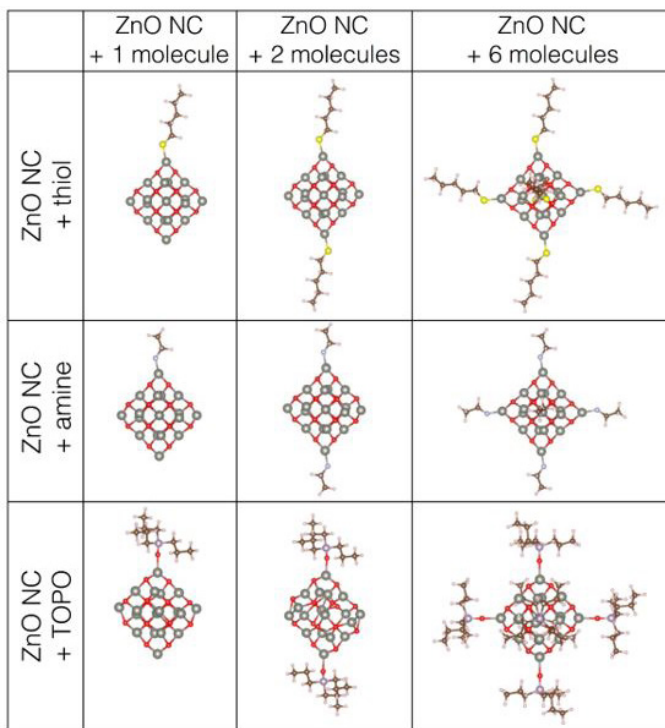 ZnO NC
+ 1 molecule
ZnO NC
+ 2 molecules
ZnO NC
+ 6 molecules
ZnO NC
+ thiol
ZnO NC
+ amine
ZnO NC
+ TOPO